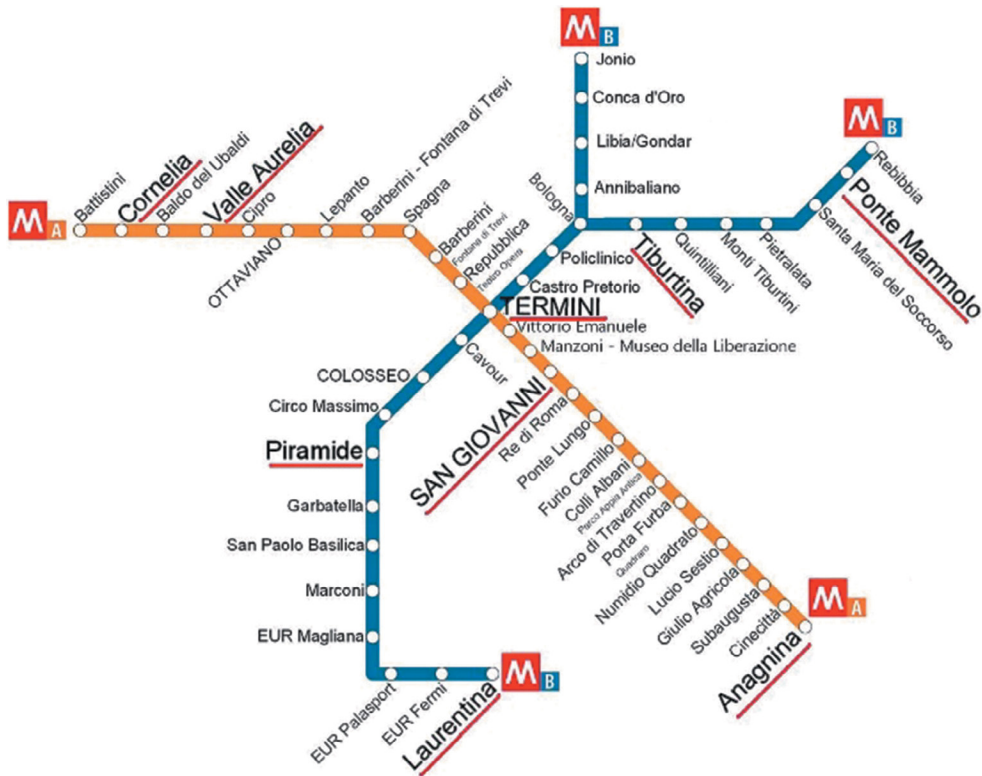 M B
Jonio
Conca d'Oro
Libia/Gondar
Annibaliano
Bologna
M B
Rebibbia
Ponte Mammolo
Santa Maria del Soccorso
Pietralata
Monti Tiburtini
Quintiliani
Tiburtina
M A
Battistini
Cornelia
Baldo del Ubaldi
Valle Aurelia
Cipro
OTTAVIANO
Lepanto
Barberini - Fontana di Trevi
Spagna
Barberini
Fontana di Trevi
Repubblica
Teatro Opera
Policlinico
Castro Pretorio
TERMINI
Vittorio Emanuele
Manzoni - Museo della Liberazione
Cavour
COLOSSEO
Circo Massimo
Piramide
Garbatella
San Paolo Basilica
Marconi
EUR Magliana
EUR Palasport
EUR Fermi
Laurentina
M B
SAN GIOVANNI
Re di Roma
Ponte Lungo
Furio Camillo
Colli Albani
Parco Appia Antica
Arco di Travertino
Porta Furba
Quadraro
Numidio Quadrato
Lucio Sestio
Giulio Agricola
Subaugusta
Cinecittà
Anagnina
M A